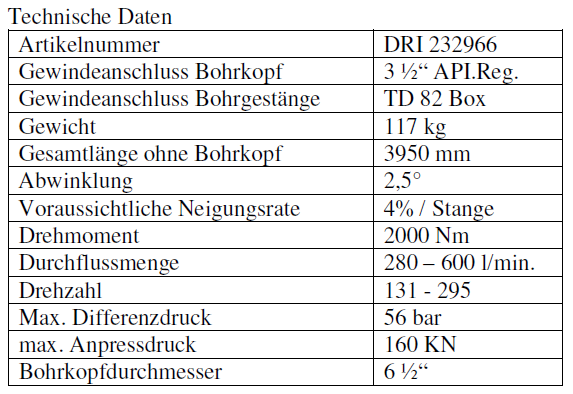 Technische Daten
Artikelnummer DRI 232966
Gewindeanschluss Bohrkopf 3 ½“ API.Reg.
Gewindeanschluss Bohrgestänge TD 82 Box
Gewicht 117 kg
Gesamtlänge ohne Bohrkopf 3950 mm
Abwinklung 2,5°
Voraussichtliche Neigungsrate 4% / Stange
Drehmoment 2000 Nm
Durchflussmenge 280 – 600 l/min.
Drehzahl 131 - 295
Max. Differenzdruck 56 bar
max. Anpressdruck 160 KN
Bohrkopfdurchmesser 6 ½“